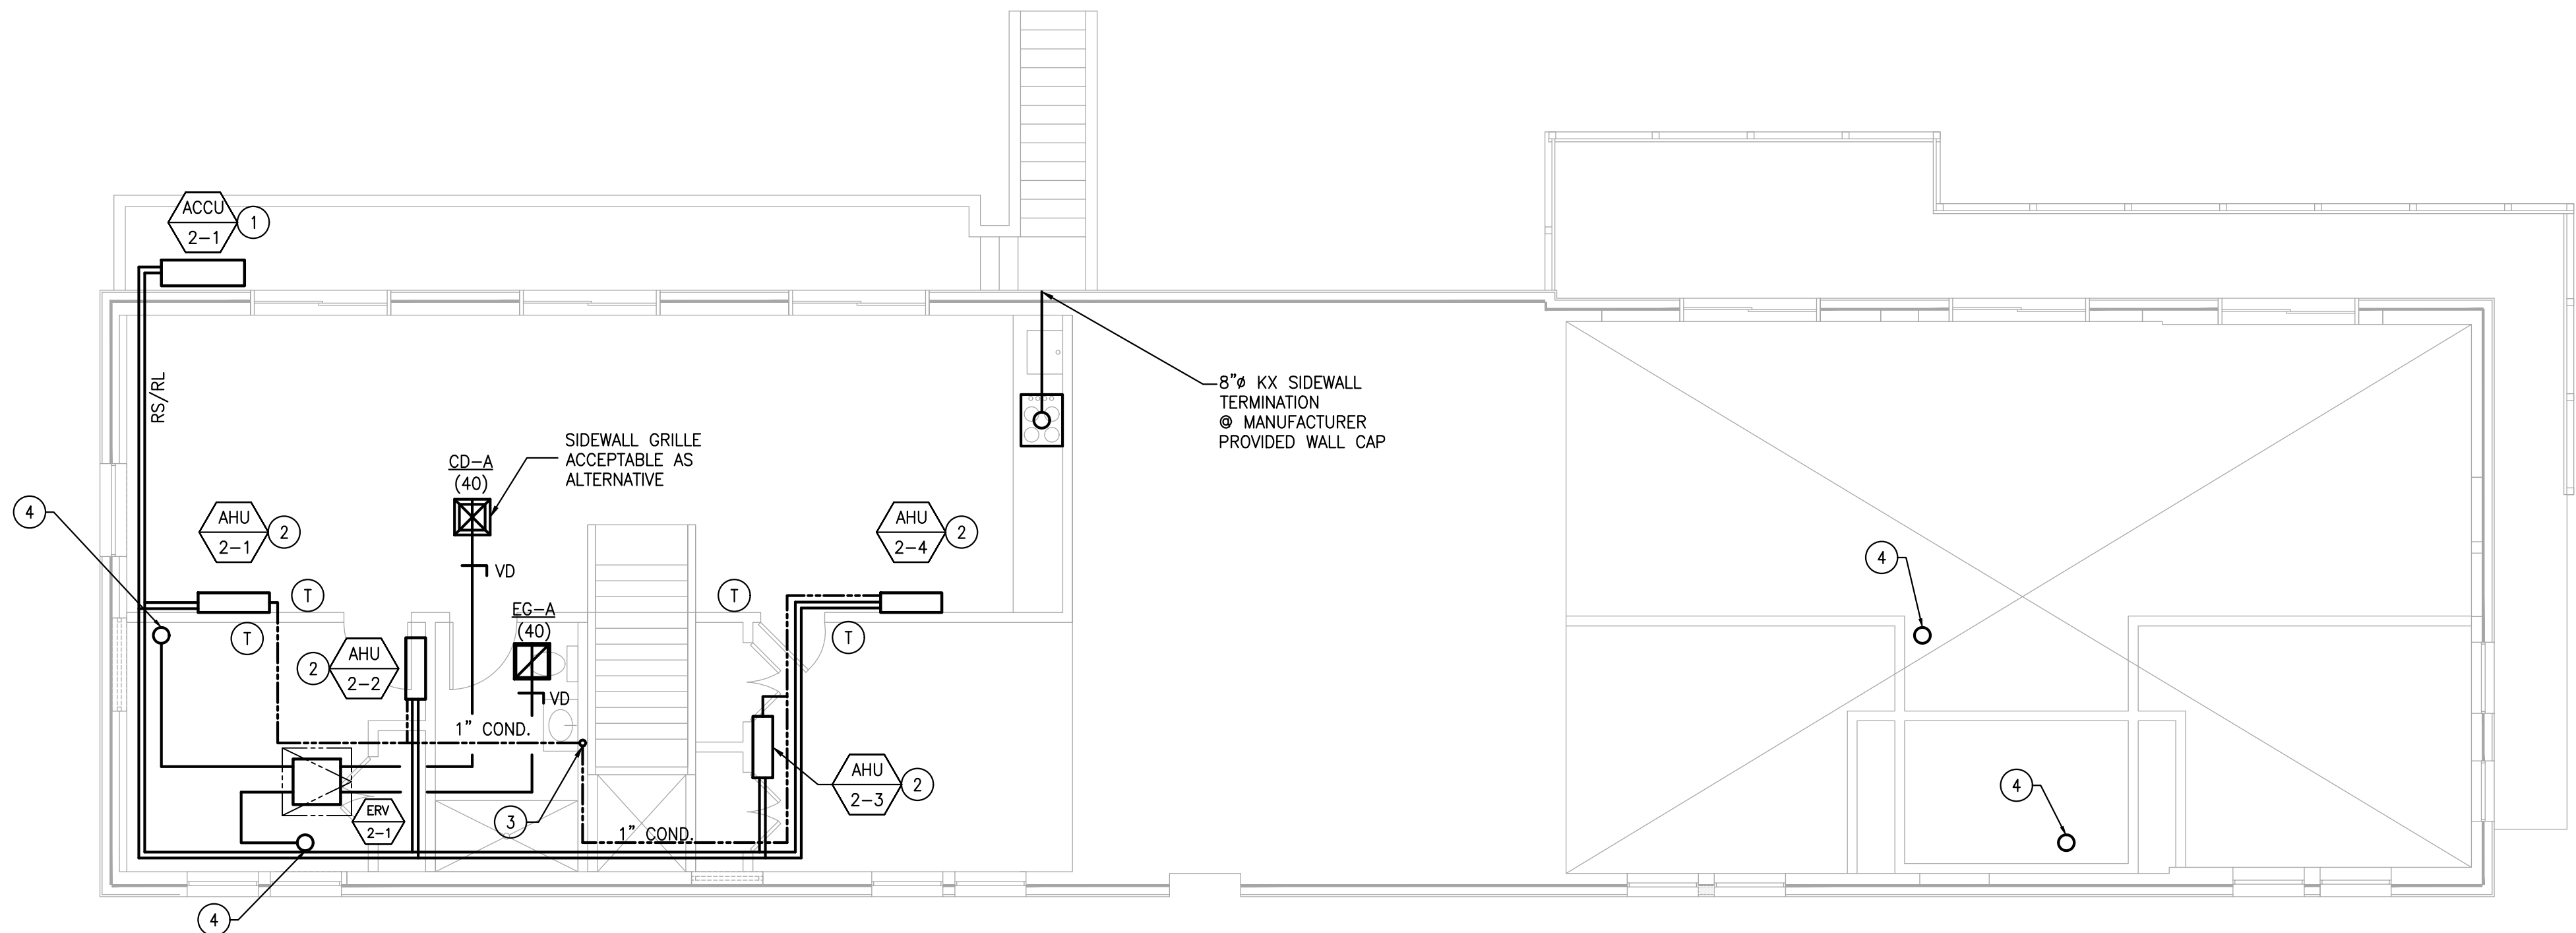 ACCU
2-1
1
RS/RL
8"ø KX SIDEWALL
TERMINATION
@ MANUFACTURER
PROVIDED WALL CAP
SIDEWALL GRILLE
ACCEPTABLE AS
ALTERNATIVE
CD-A
(40)
4
AHU
2-1
2
AHU
2-4
2
VD
4
T
T
EG-A
(40)
T
T
2
AHU
2-2
VD
1" COND.
AHU
2-3
2
4
ERV
2-1
3
1" COND.
4